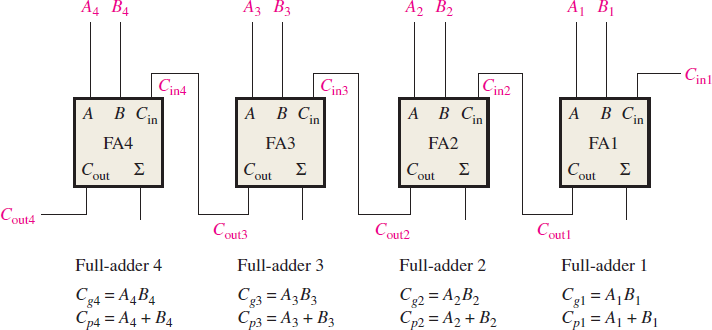 A4 B4 A3 B3 A2 B2 A1 B1
Cin4 Cin3 Cin2 Cin1
A B Cin A B Cin A B Cin A B Cin
FA4 FA3 FA2 FA1
Cout Σ Cout Σ Cout Σ Cout Σ
Cout4 Cout3 Cout2 Cout1
Full-adder 4 Full-adder 3 Full-adder 2 Full-adder 1
Cg4 = A4B4 Cg3 = A3B3 Cg2 = A2B2 Cg1 = A1B1
Cp4 = A4 + B4 Cp3 = A3 + B3 Cp2 = A2 + B2 Cp1 = A1 + B1